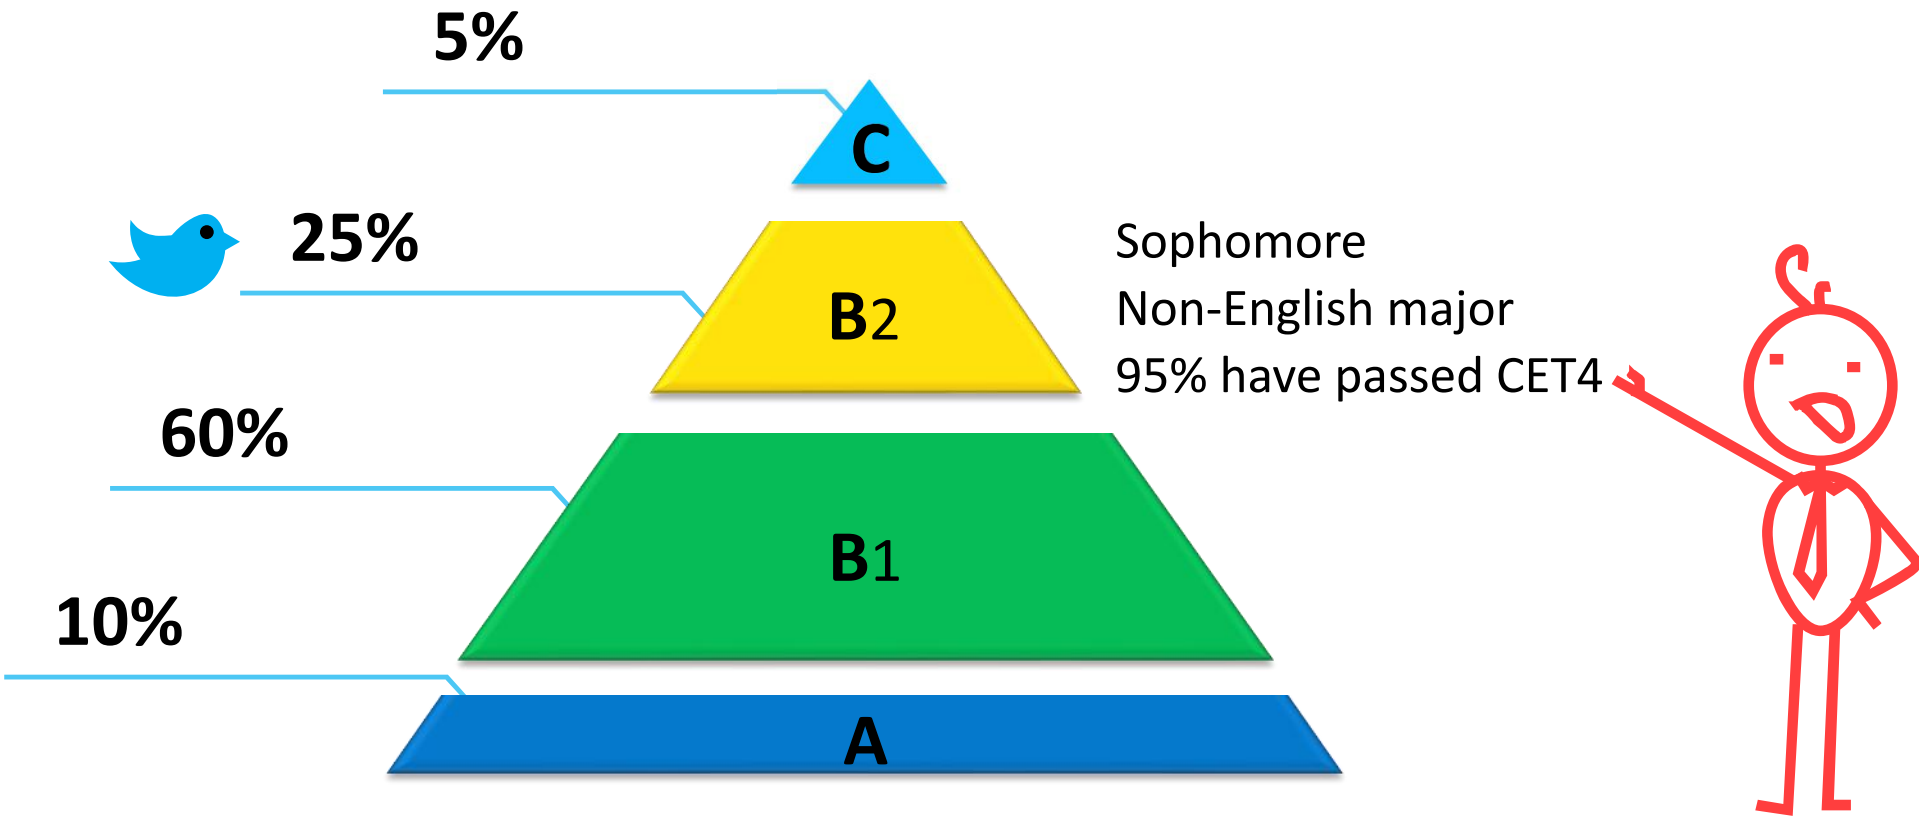 5%
C
25%
B2
Sophomore
Non-English major
95% have passed CET4
60%
B1
10%
A